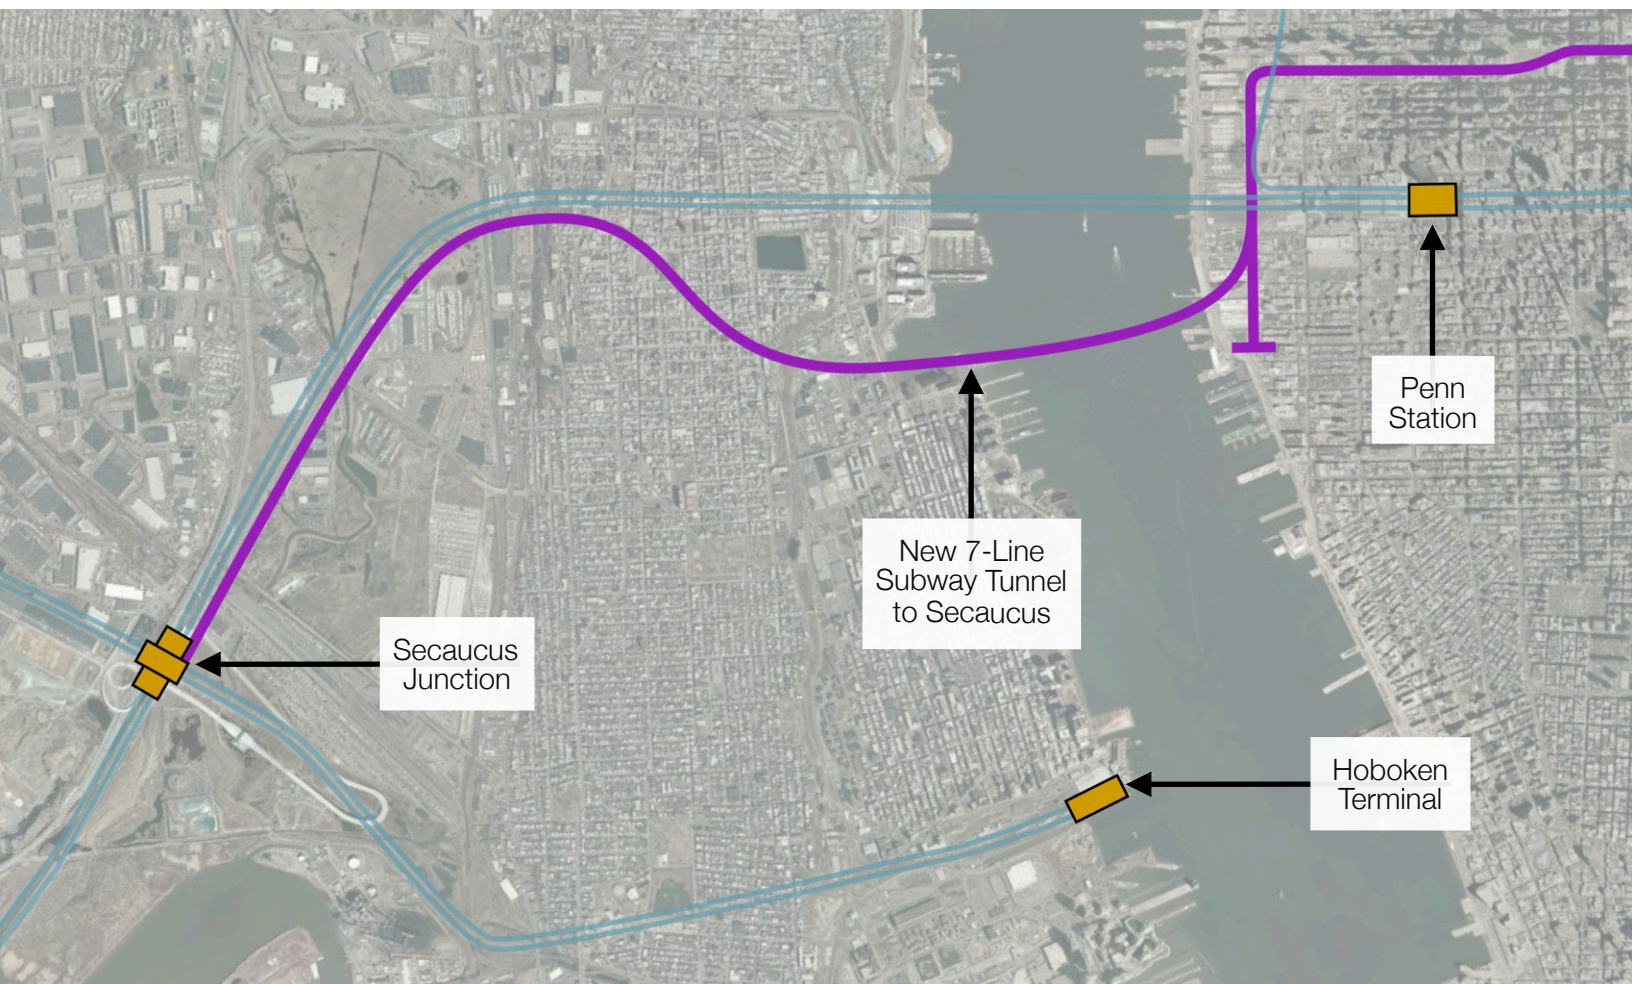 Penn
Station
New 7-Line
Subway Tunnel
to Secaucus
Secaucus
Junction
Hoboken
Terminal